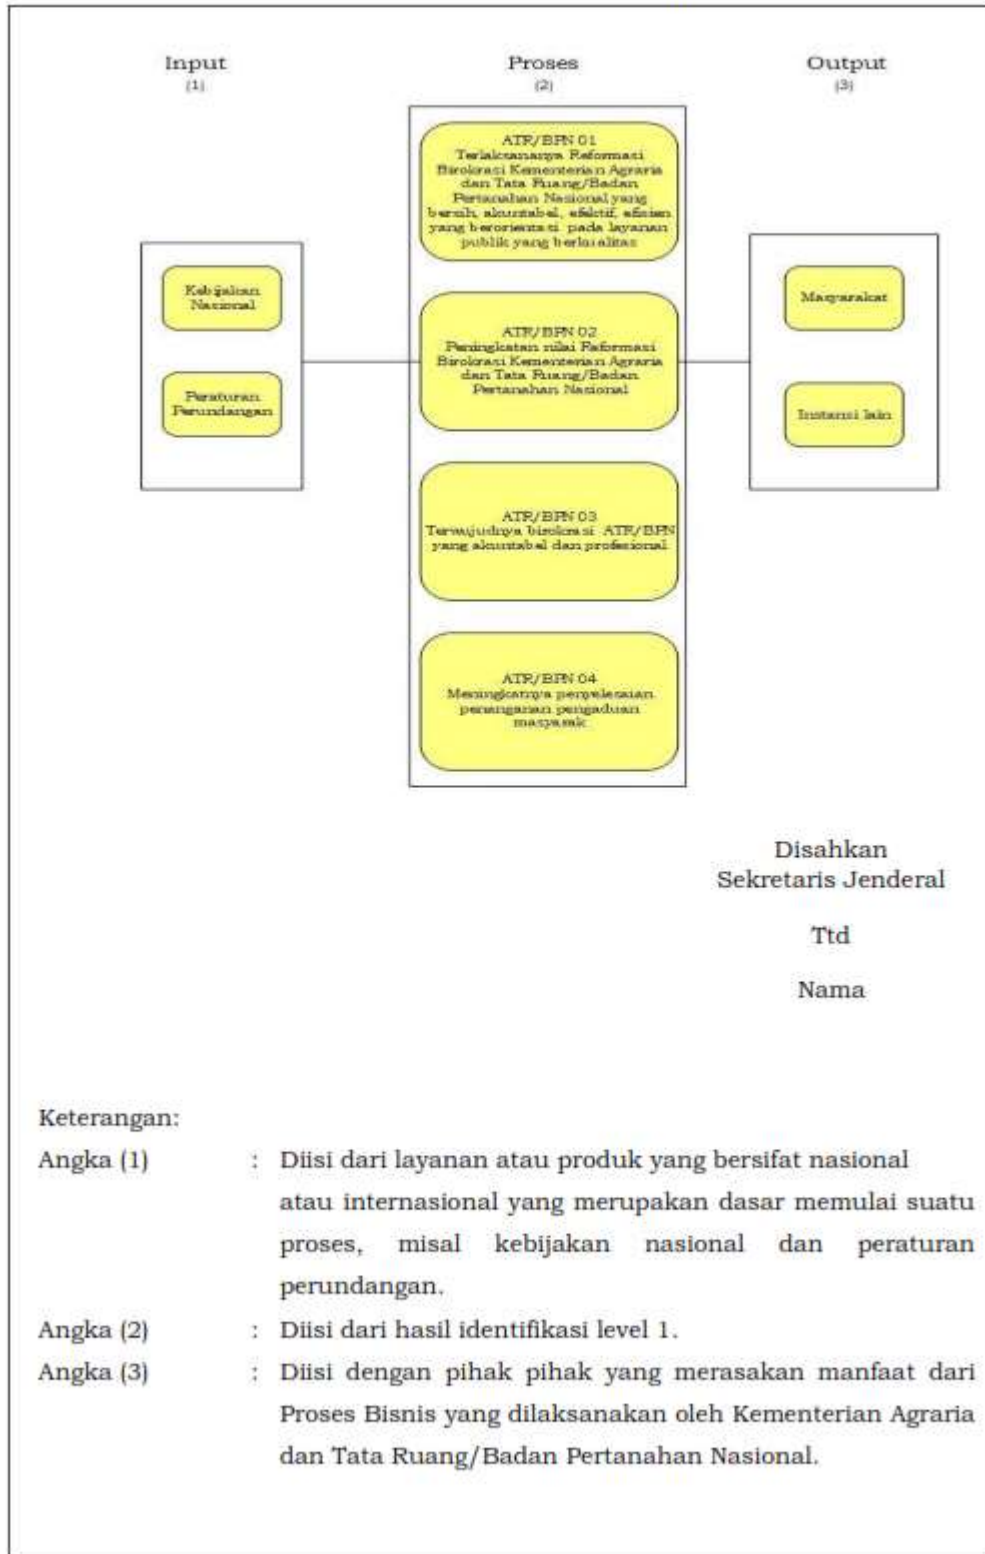 Input
(1)
Proses
(2)
Output
(3)
Kebijakan
Nasional
Peraturan
Perundangan
ATR/BPN 01
Terlaksananya Reformasi
Birokrasi Kementerian Agraria
dan Tata Ruang/Badan
Pertanahan Nasional yang
bersih, akuntabel, efektif, efisien
yang berorientasi pada layanan
publik yang berkualitas
ATR/BPN 02
Peningkatan nilai Reformasi
Birokrasi Kementerian Agraria
dan Tata Ruang/Badan
Pertanahan Nasional
ATR/BPN 03
Terwujudnya birokrasi ATR/BPN
yang akuntabel dan profesional
ATR/BPN 04
Meningkatnya penyelesaian
penanganan pengaduan
masyarak
Masyarakat
Instansi lain
Disahkan
Sekretaris Jenderal
Ttd
Nama
Keterangan:
Angka (1) : Diisi dari layanan atau produk yang bersifat nasional
atau internasional yang merupakan dasar memulai suatu
proses, misal kebijakan nasional dan peraturan
perundangan.
Angka (2) : Diisi dari hasil identifikasi level 1.
Angka (3) : Diisi dengan pihak pihak yang merasakan manfaat dari
Proses Bisnis yang dilaksanakan oleh Kementerian Agraria
dan Tata Ruang/Badan Pertanahan Nasional.